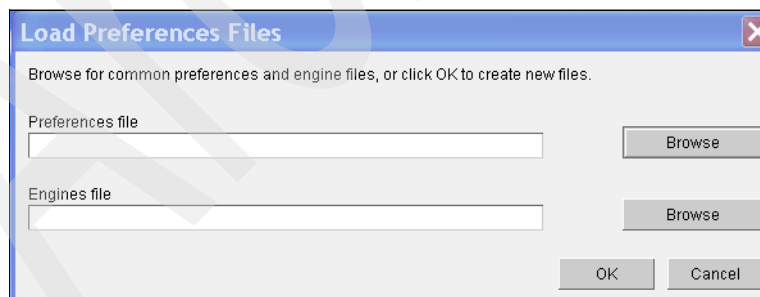 Load Preferences Files
Browse for common preferences and engine files, or click OK to create new files.
Preferences file
Browse
Engines file
Browse
OK Cancel